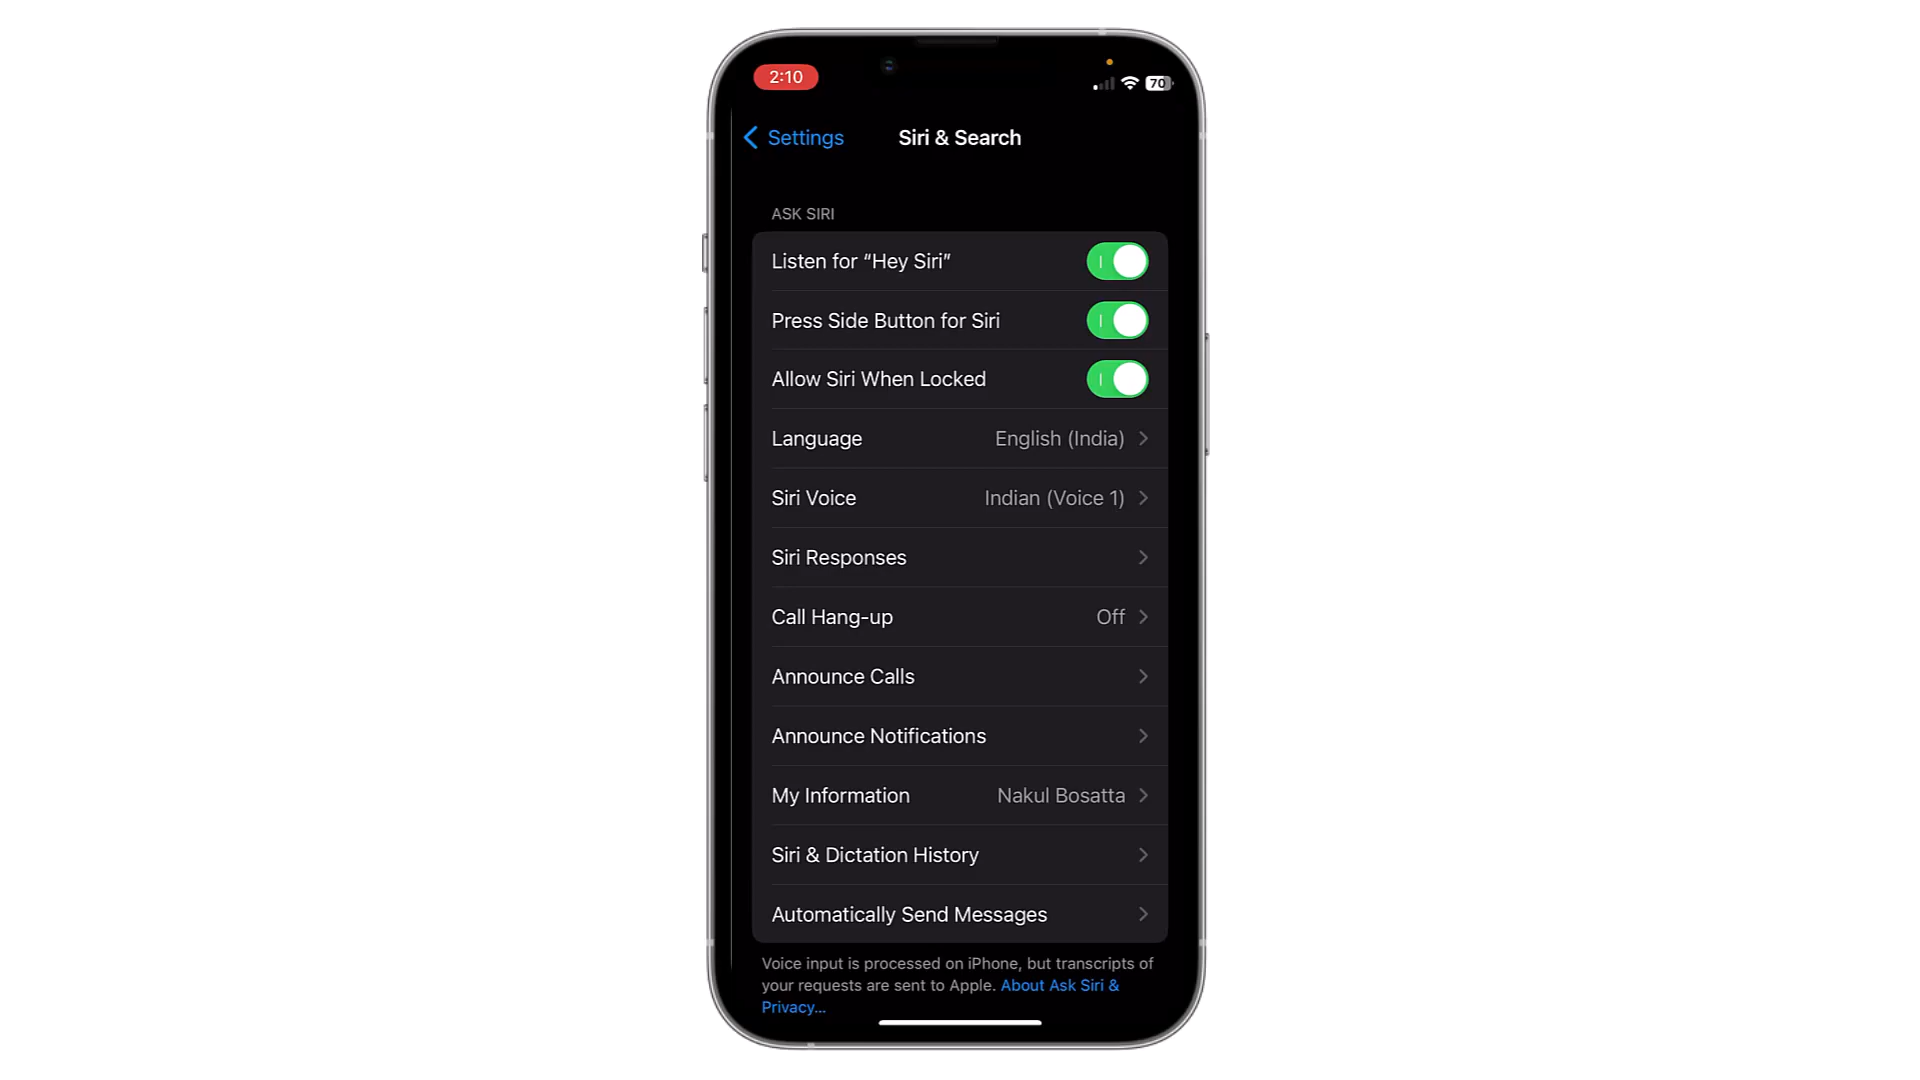 2:10
70
Settings
Siri & Search
ASK SIRI
Listen for “Hey Siri”
Press Side Button for Siri
Allow Siri When Locked
Language English (India)
Siri Voice Indian (Voice 1)
Siri Responses
Call Hang-up Off
Announce Calls
Announce Notifications
My Information Nakul Bosatta
Siri & Dictation History
Automatically Send Messages
Voice input is processed on iPhone, but transcripts of
your requests are sent to Apple. About Ask Siri &
Privacy...